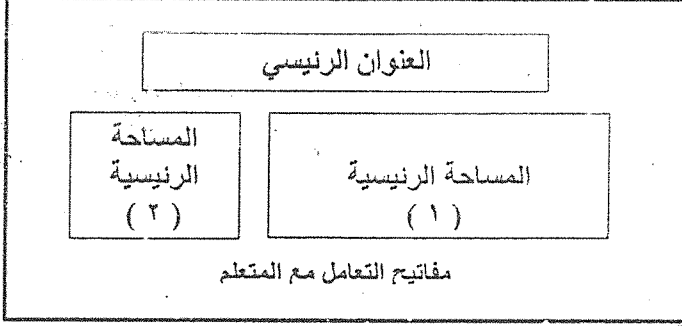 العنوان الرئيسي
المساحة الرئيسية
( ١ )
المساحة
الرئيسية
( ٢ )
مفاتيح التعامل مع المتعلم